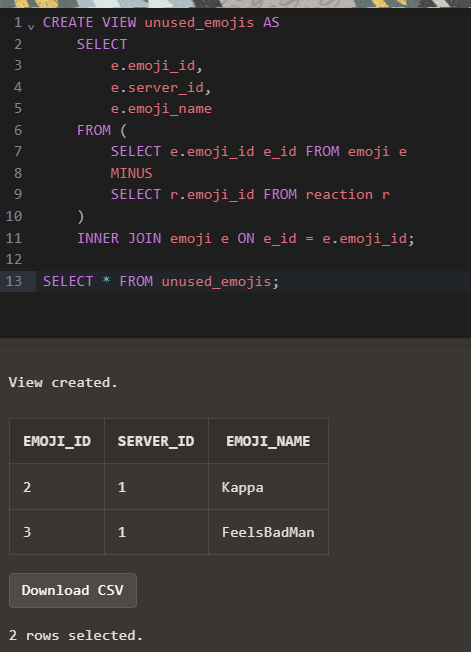 1 CREATE VIEW unused_emojis AS
2     SELECT
3         e.emoji_id,
4         e.server_id,
5         e.emoji_name
6     FROM (
7         SELECT e.emoji_id e_id FROM emoji e
8         MINUS
9         SELECT r.emoji_id FROM reaction r
10     )
11     INNER JOIN emoji e ON e_id = e.emoji_id;
12
13 SELECT * FROM unused_emojis;
View created.
EMOJI_ID SERVER_ID EMOJI_NAME
2 1 Kappa
3 1 FeelsBadMan
Download CSV
2 rows selected.